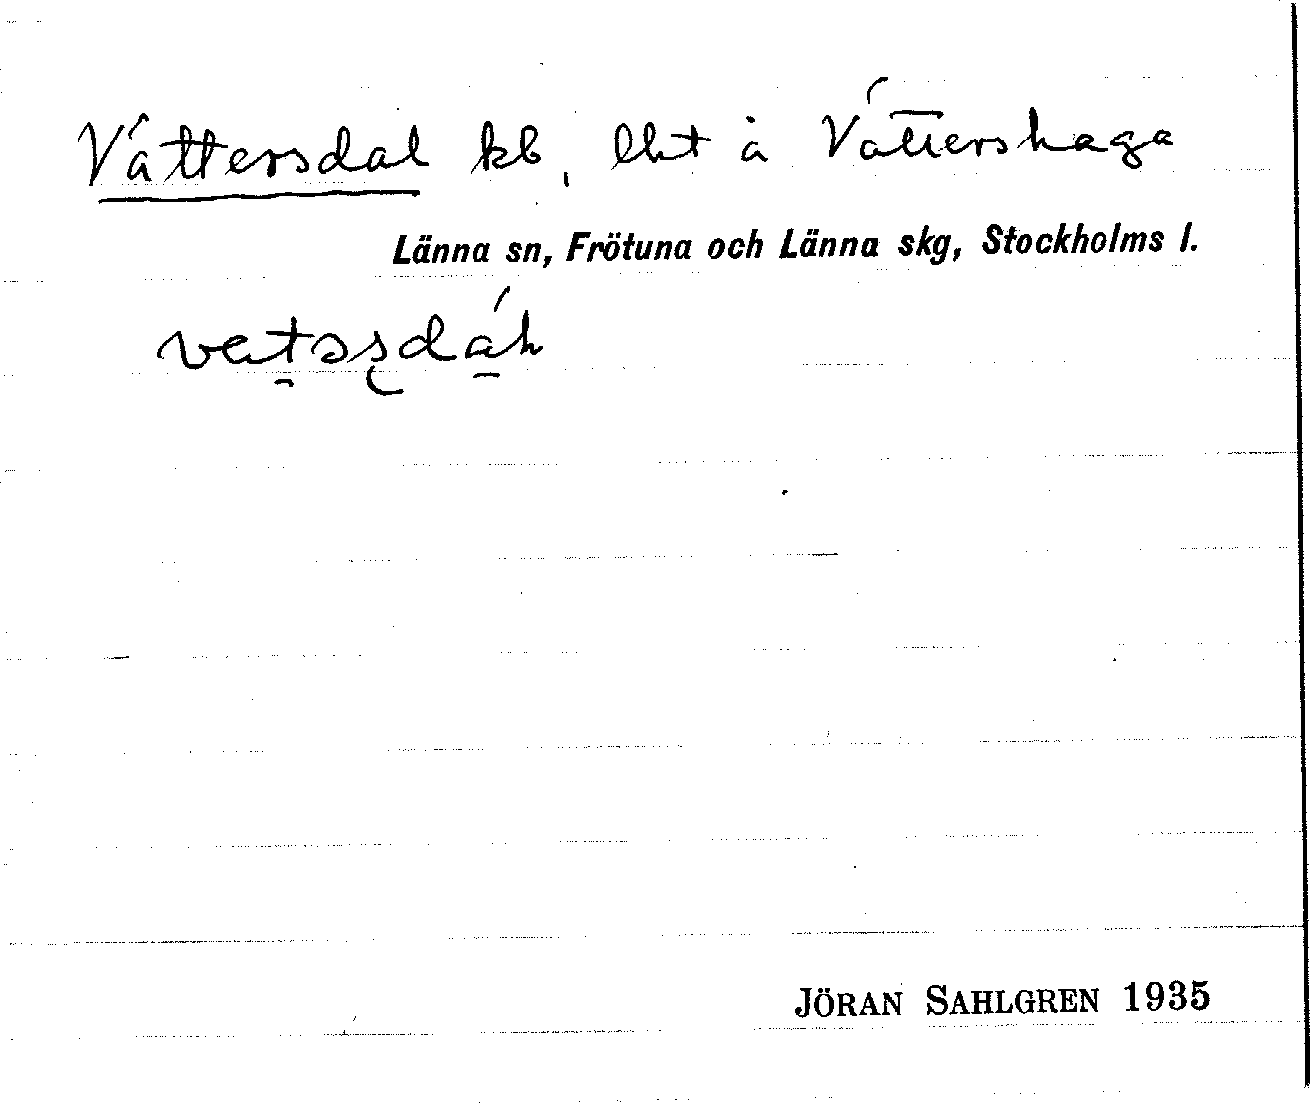 Vättersdal kb, lht å Vättershaga
Länna sn, Frötuna och Länna skg, Stockholms l.
JÖRAN SAHLGREN 1935